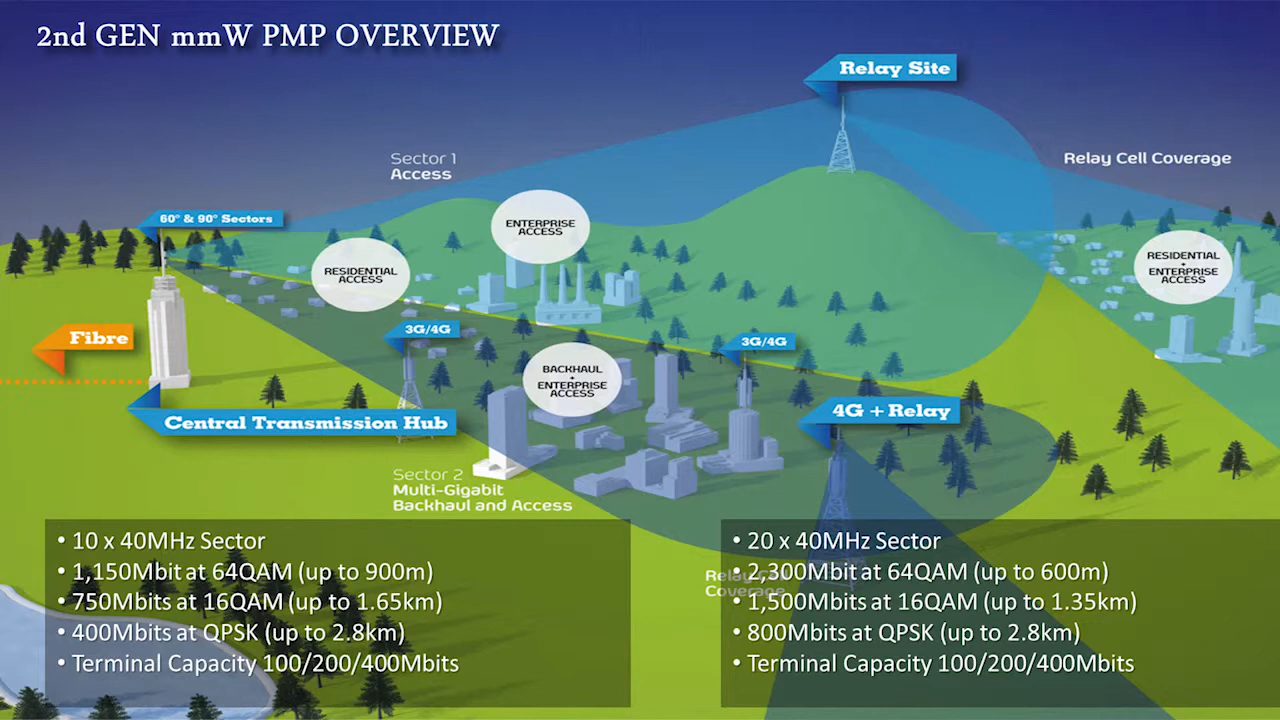 2nd GEN mmW PMP OVERVIEW
Relay Site
Sector 1
Access
Relay Cell Coverage
60° & 90° Sectors
ENTERPRISE
ACCESS
RESIDENTIAL
ACCESS
RESIDENTIAL
+
ENTERPRISE
ACCESS
3G/4G
Fibre
3G/4G
BACKHAUL
+
ENTERPRISE
ACCESS
4G + Relay
Central Transmission Hub
Sector 2
Multi-Gigabit
Backhaul and Access
• 10 x 40MHz Sector
• 1,150Mbit at 64QAM (up to 900m)
• 750Mbits at 16QAM (up to 1.65km)
• 400Mbits at QPSK (up to 2.8km)
• Terminal Capacity 100/200/400Mbits
Relay Cell
Coverage
• 20 x 40MHz Sector
• 2,300Mbit at 64QAM (up to 600m)
• 1,500Mbits at 16QAM (up to 1.35km)
• 800Mbits at QPSK (up to 2.8km)
• Terminal Capacity 100/200/400Mbits